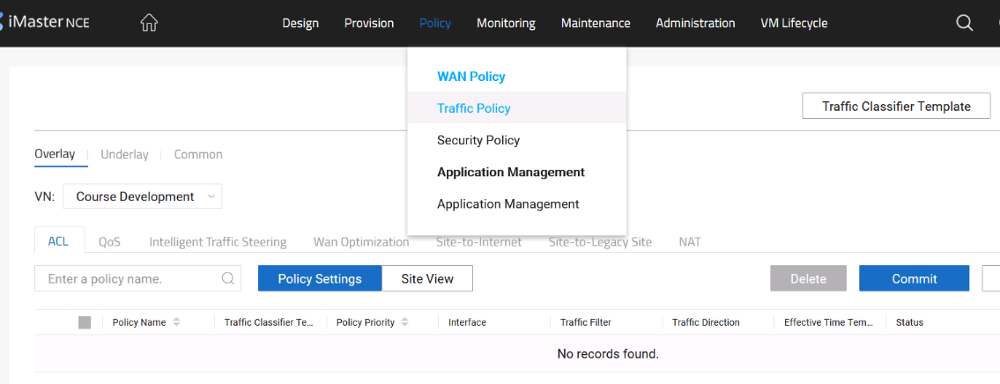 iMaster NCE Design Provision Policy Monitoring Maintenance Administration VM Lifecycle
WAN Policy
Traffic Policy
Traffic Classifier Template
Security Policy
Overlay Underlay Common
Application Management
VN: Course Development
Application Management
ACL QoS Intelligent Traffic Steering Wan Optimization Site-to-Internet Site-to-Legacy Site NAT
Enter a policy name. Policy Settings Site View Delete Commit
Policy Name Traffic Classifier Te... Policy Priority Interface Traffic Filter Traffic Direction Effective Time Tem... Status
No records found.